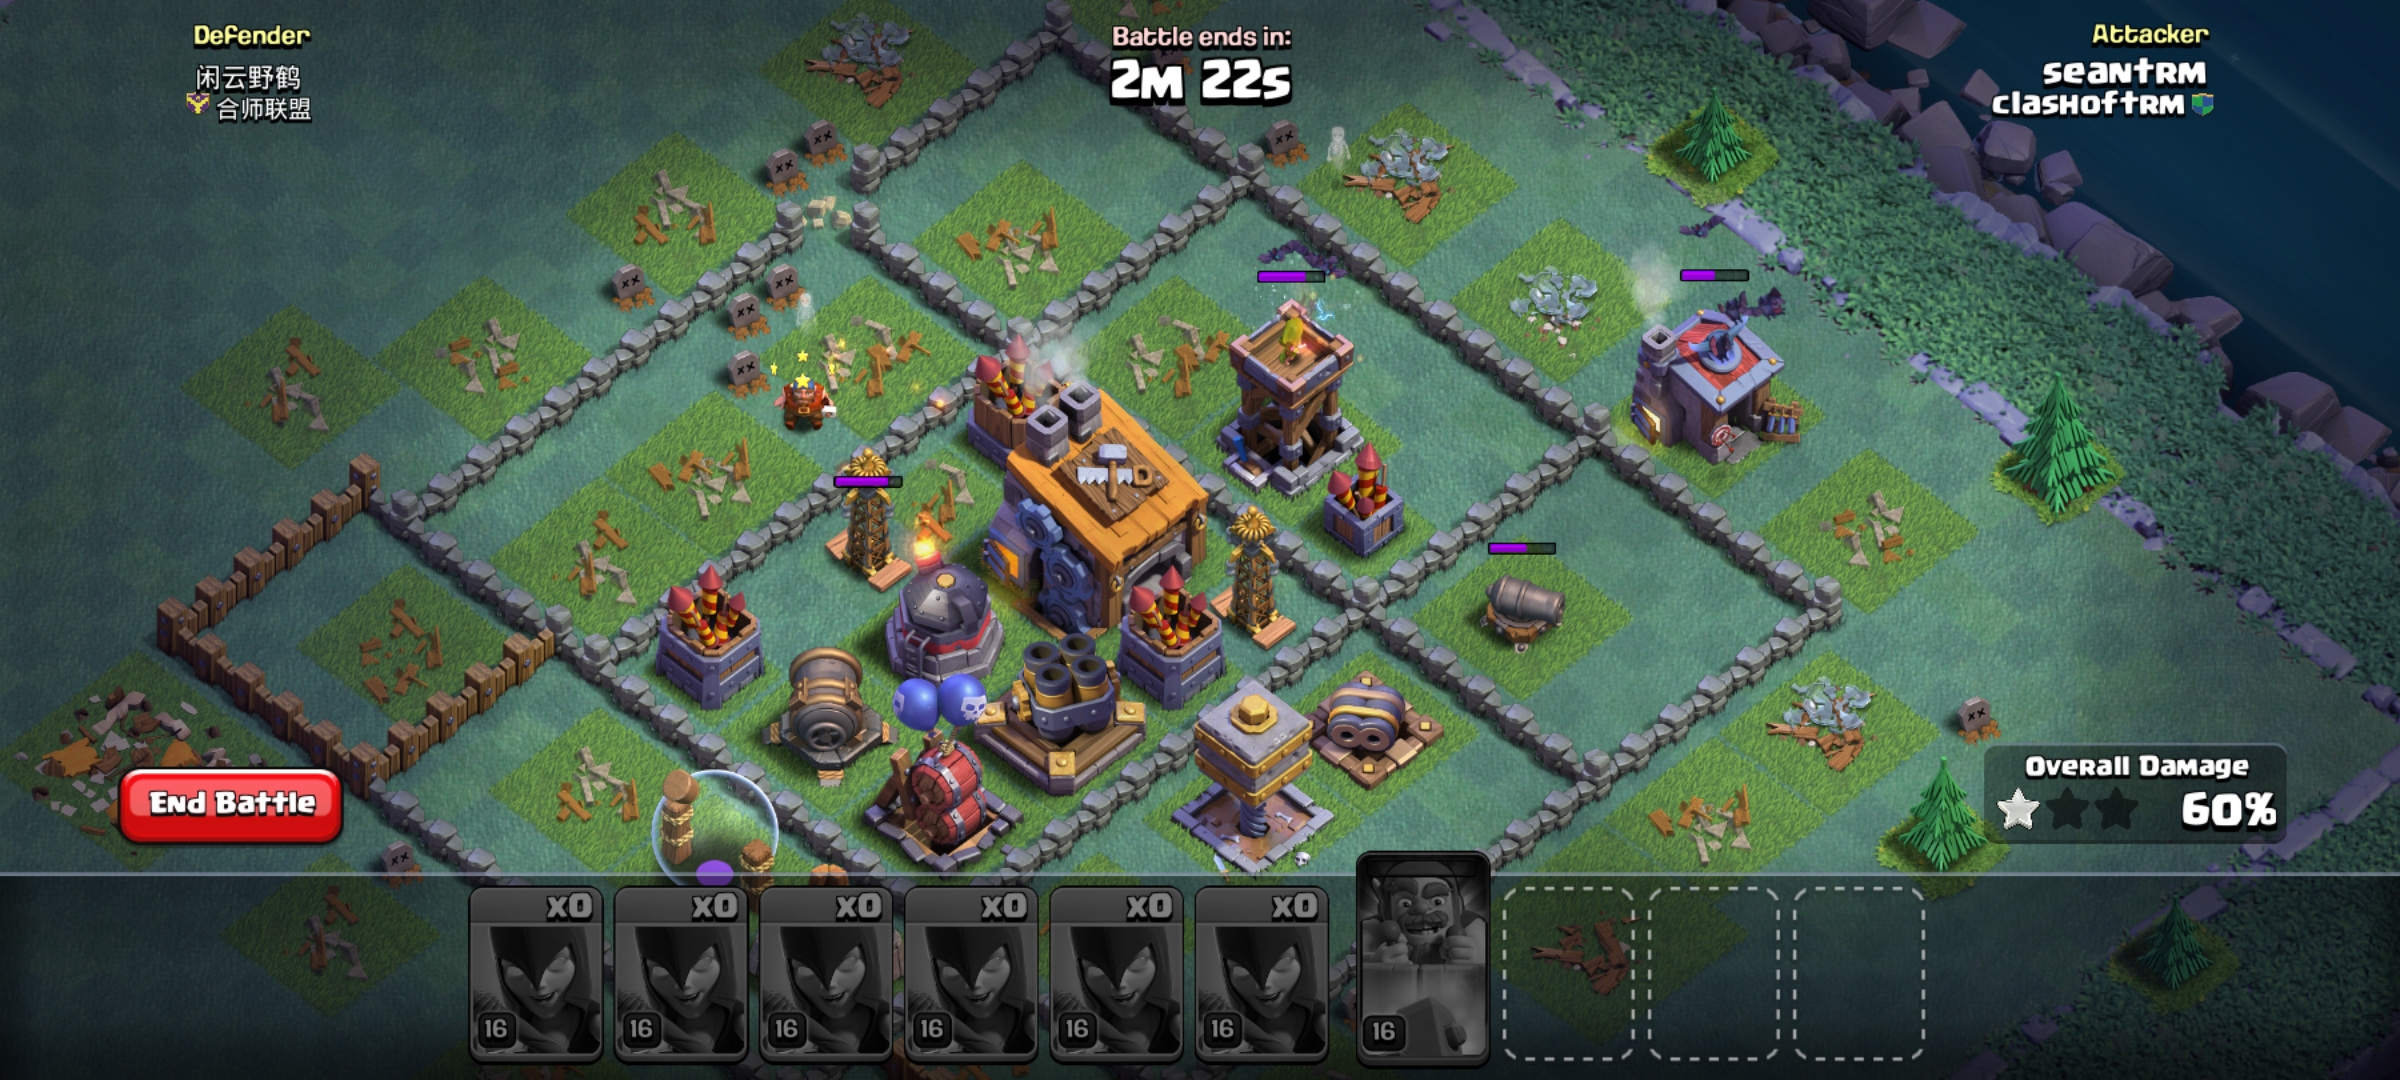 Defender
闲云野鹤
合师联盟
Battle ends in:
2M 22s
Attacker
seantRM
clashoftRM
End Battle
Overall Damage
60%
x0
x0
x0
x0
x0
x0
16
16
16
16
16
16
16